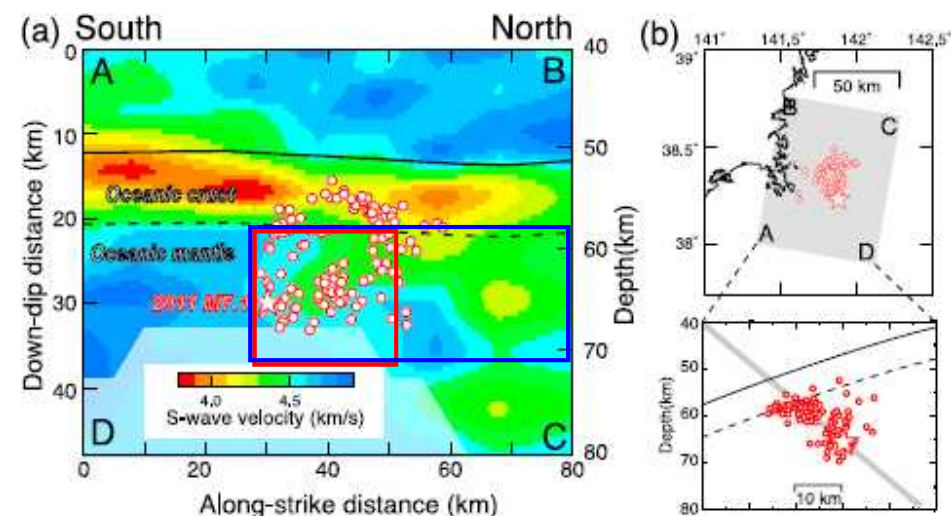 (a) South North
A B
Oceanic crust
Oceanic mantle
2011 M7.1
4.0 4.5
S-wave velocity (km/s)
D C
0 10 20 30 40
Down-dip distance (km)
40 50 60 70 80
Depth(km)
0 20 40 60 80
Along-strike distance (km)
(b)
141˚ 141.5˚ 142˚ 142.5˚
39˚
50 km
B
C
38.5˚
A
38˚
D
40
50
60
70
80
Depth(km)
10 km